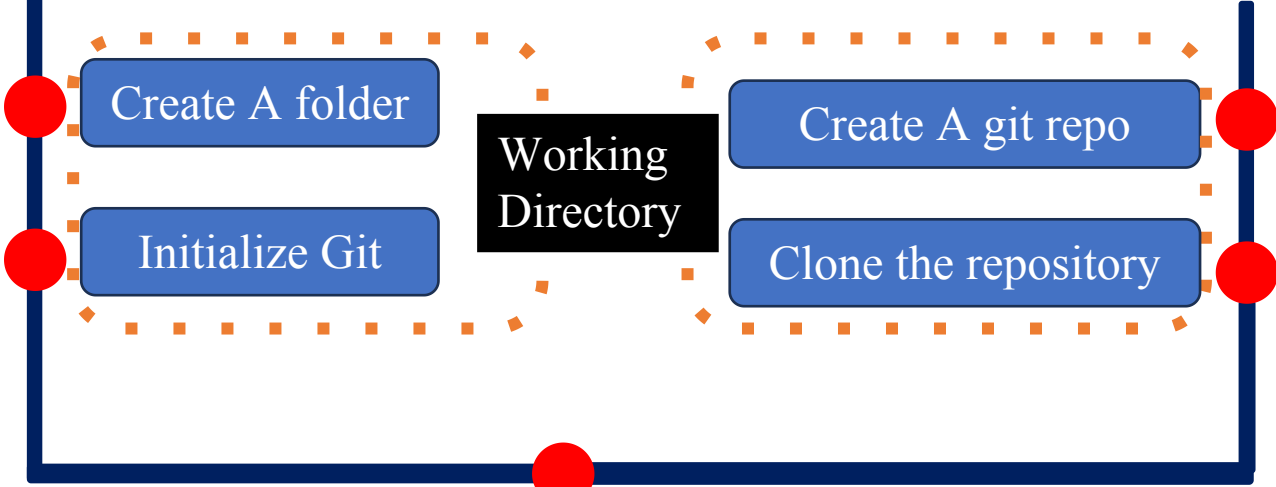 Create A folder
Initialize Git
Working
Directory
Create A git repo
Clone the repository